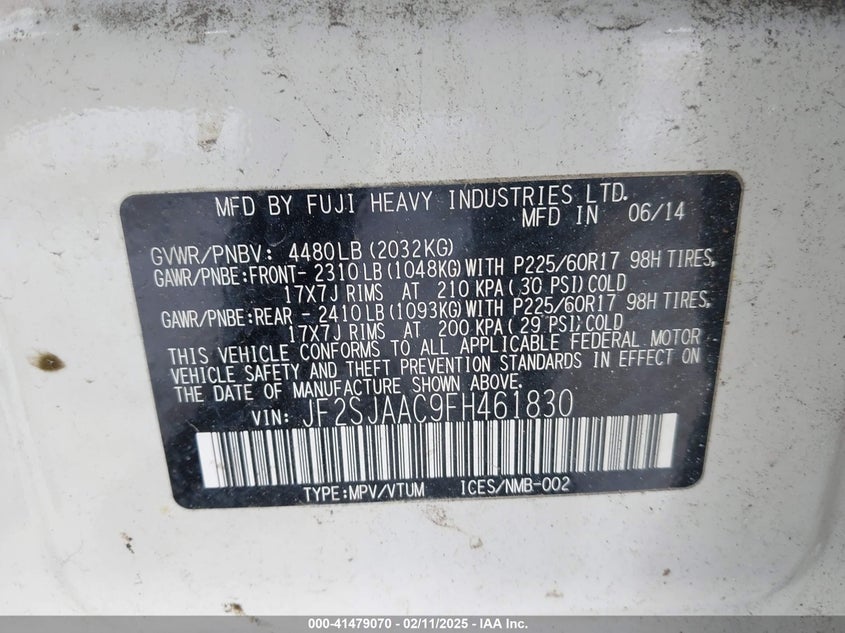 MFD BY FUJI HEAVY INDUSTRIES LTD.
MFD IN 06/14
GVWR/PNBV: 4480LB(2032KG)
GAWR/PNBE:FRONT- 2310LB(1048KG)WITH P225/60R17 98H TIRES,
17X7J RIMS AT 210 KPA(30 PSI)COLD
GAWR/PNBE:REAR - 2410LB(1093KG)WITH P225/60R17 98H TIRES,
17X7J RIMS AT 200 KPA(29 PSI)COLD
THIS VEHICLE CONFORMS TO ALL APPLICABLE FEDERAL MOTOR
VEHICLE SAFETY AND THEFT PREVENTION STANDARDS IN EFFECT ON
THE DATE OF MANUFACTURE SHOWN ABOVE.
VIN: JF2SJAAC9FH461830
TYPE:MPV/VTUM ICES/NMB-002
000-41479070 - 02/11/2025 - IAA Inc.